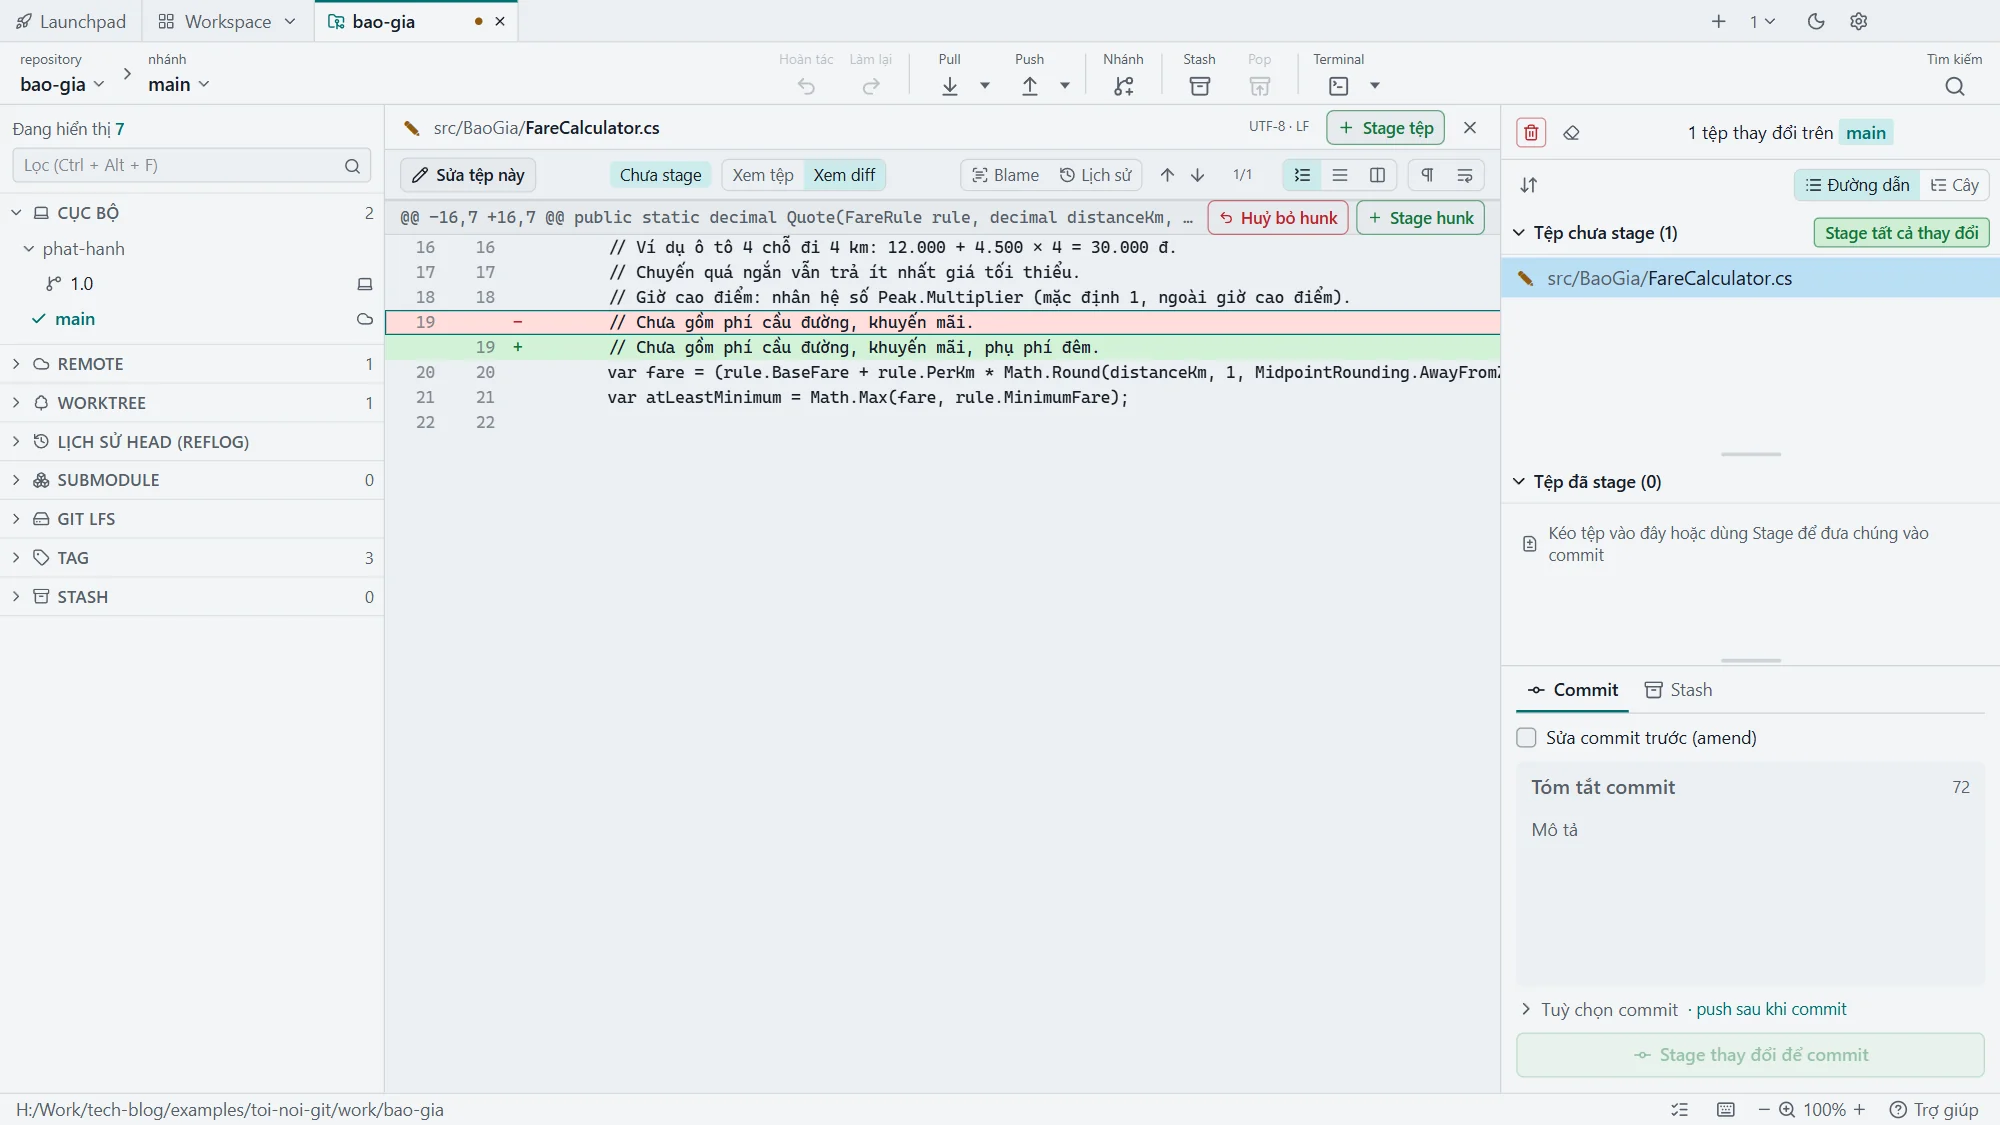 Launchpad
Workspace
bao-gia
1
repository
bao-gia
nhánh
main
Hoàn tác
Làm lại
Pull
Push
Nhánh
Stash
Pop
Terminal
Tìm kiếm
Đang hiển thị 7
Lọc (Ctrl + Alt + F)
CỤC BỘ 2
phat-hanh
1.0
main
REMOTE 1
WORKTREE 1
LỊCH SỬ HEAD (REFLOG)
SUBMODULE 0
GIT LFS
TAG 3
STASH 0
src/BaoGia/FareCalculator.cs
UTF-8 · LF
Stage tệp
Sửa tệp này
Chưa stage
Xem tệp
Xem diff
Blame
Lịch sử
1/1
@@ -16,7 +16,7 @@ public static decimal Quote(FareRule rule, decimal distanceKm, …
Huỷ bỏ hunk
Stage hunk
16 16 // Ví dụ ô tô 4 chỗ đi 4 km: 12.000 + 4.500 × 4 = 30.000 đ.
17 17 // Chuyến quá ngắn vẫn trả ít nhất giá tối thiểu.
18 18 // Giờ cao điểm: nhân hệ số Peak.Multiplier (mặc định 1, ngoài giờ cao điểm).
19 − // Chưa gồm phí cầu đường, khuyến mãi.
19 + // Chưa gồm phí cầu đường, khuyến mãi, phụ phí đêm.
20 20 var fare = (rule.BaseFare + rule.PerKm * Math.Round(distanceKm, 1, MidpointRounding.AwayFromZ
21 21 var atLeastMinimum = Math.Max(fare, rule.MinimumFare);
22 22
1 tệp thay đổi trên main
Đường dẫn
Cây
Tệp chưa stage (1)
Stage tất cả thay đổi
src/BaoGia/FareCalculator.cs
Tệp đã stage (0)
Kéo tệp vào đây hoặc dùng Stage để đưa chúng vào
commit
Commit
Stash
Sửa commit trước (amend)
Tóm tắt commit 72
Mô tả
Tuỳ chọn commit · push sau khi commit
Stage thay đổi để commit
H:/Work/tech-blog/examples/toi-noi-git/work/bao-gia
100%
Trợ giúp